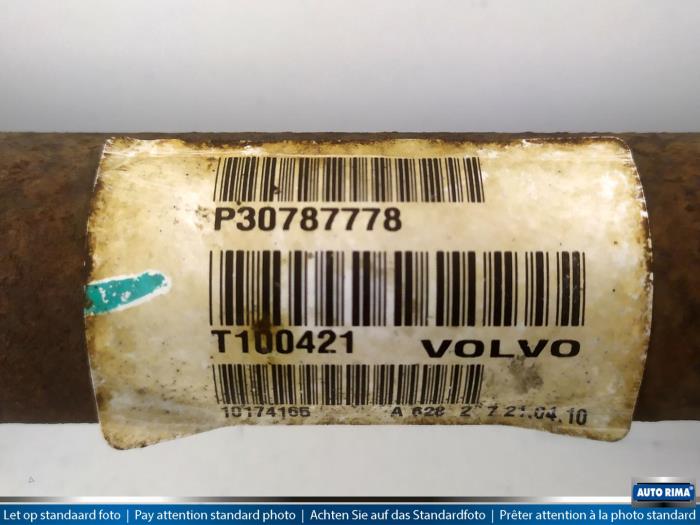 P30787778
T100421 VOLVO
10174166 A 628 2 7 21.04.10
AUTO RIMA
Let op standaard foto | Pay attention standard photo | Achten Sie auf das Standardfoto | Prêter attention à la photo standard